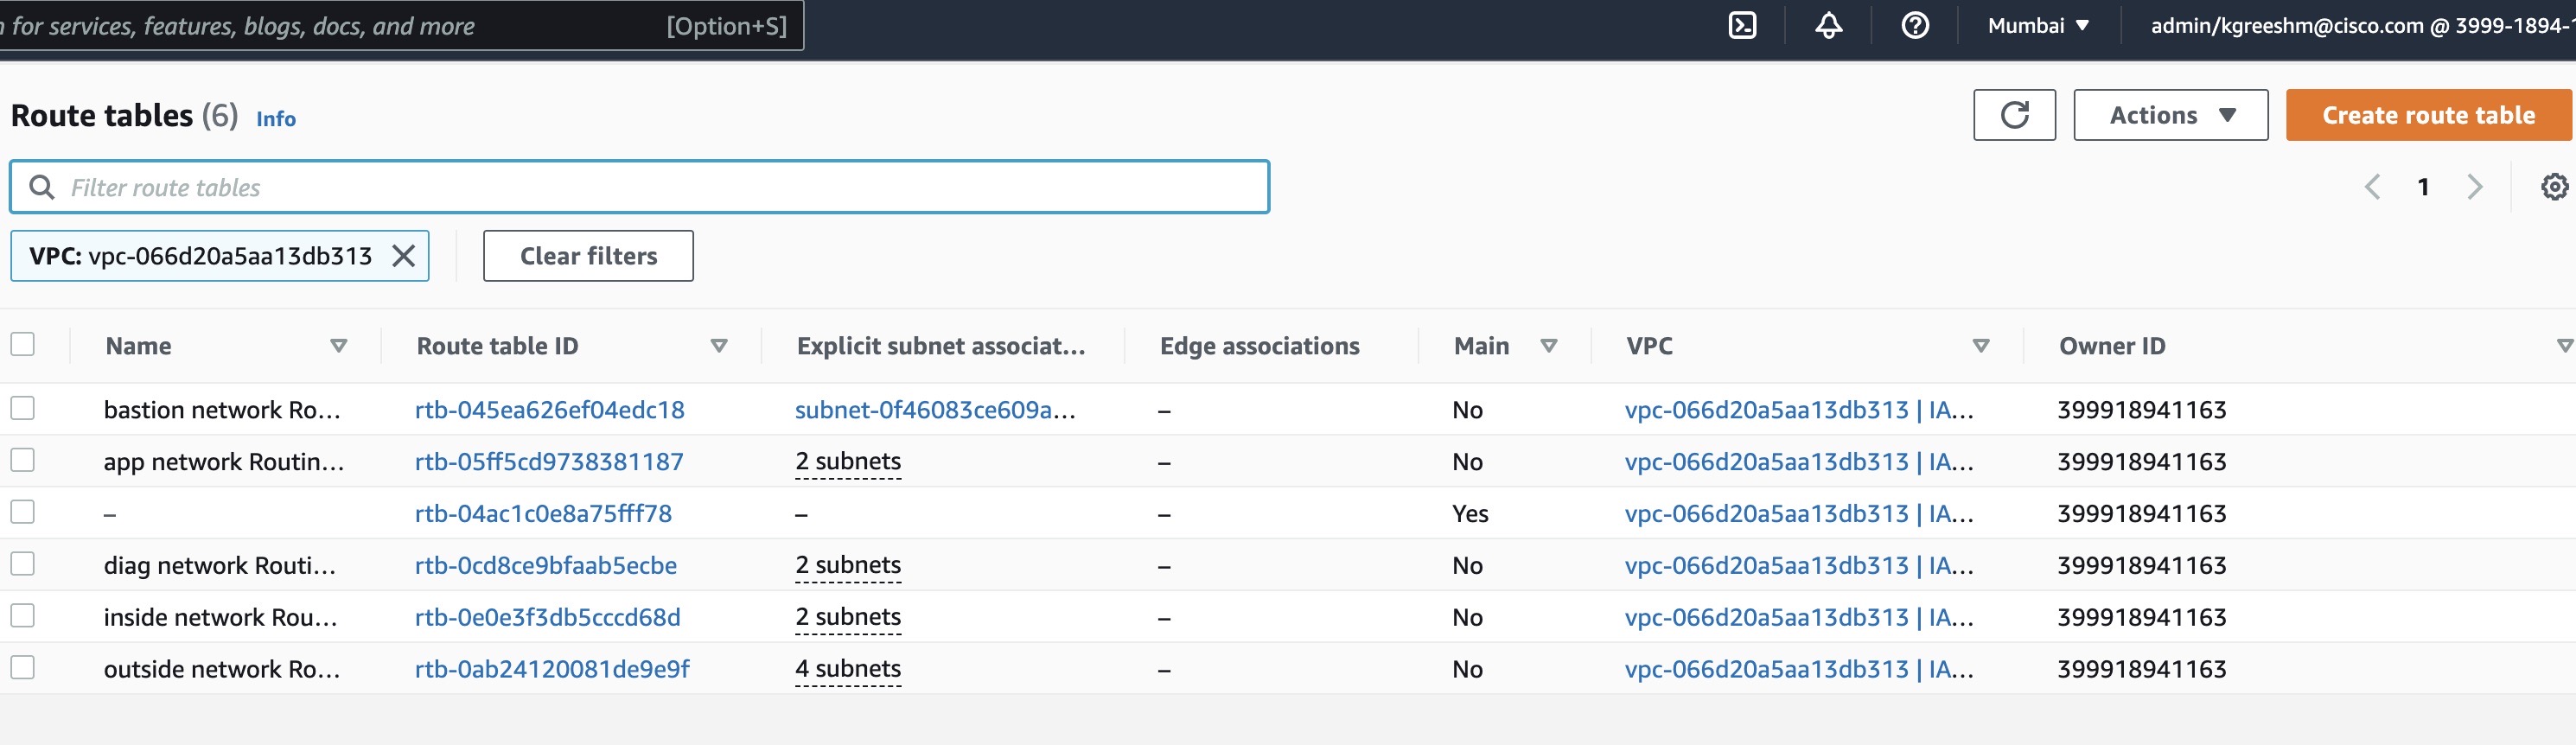 for services, features, blogs, docs, and more [Option+S] Mumbai ▼ admin/kgreeshm@cisco.com @ 3999-1894-
Route tables (6) Info Actions ▼ Create route table
Filter route tables 1
VPC: vpc-066d20a5aa13db313 Clear filters
Name Route table ID Explicit subnet associat... Edge associations Main VPC Owner ID
bastion network Ro... rtb-045ea626ef04edc18 subnet-0f46083ce609a... – No vpc-066d20a5aa13db313 | IA... 399918941163
app network Routin... rtb-05ff5cd9738381187 2 subnets – No vpc-066d20a5aa13db313 | IA... 399918941163
– rtb-04ac1c0e8a75fff78 – – Yes vpc-066d20a5aa13db313 | IA... 399918941163
diag network Routi... rtb-0cd8ce9bfaab5ecbe 2 subnets – No vpc-066d20a5aa13db313 | IA... 399918941163
inside network Rou... rtb-0e0e3f3db5cccd68d 2 subnets – No vpc-066d20a5aa13db313 | IA... 399918941163
outside network Ro... rtb-0ab24120081de9e9f 4 subnets – No vpc-066d20a5aa13db313 | IA... 399918941163